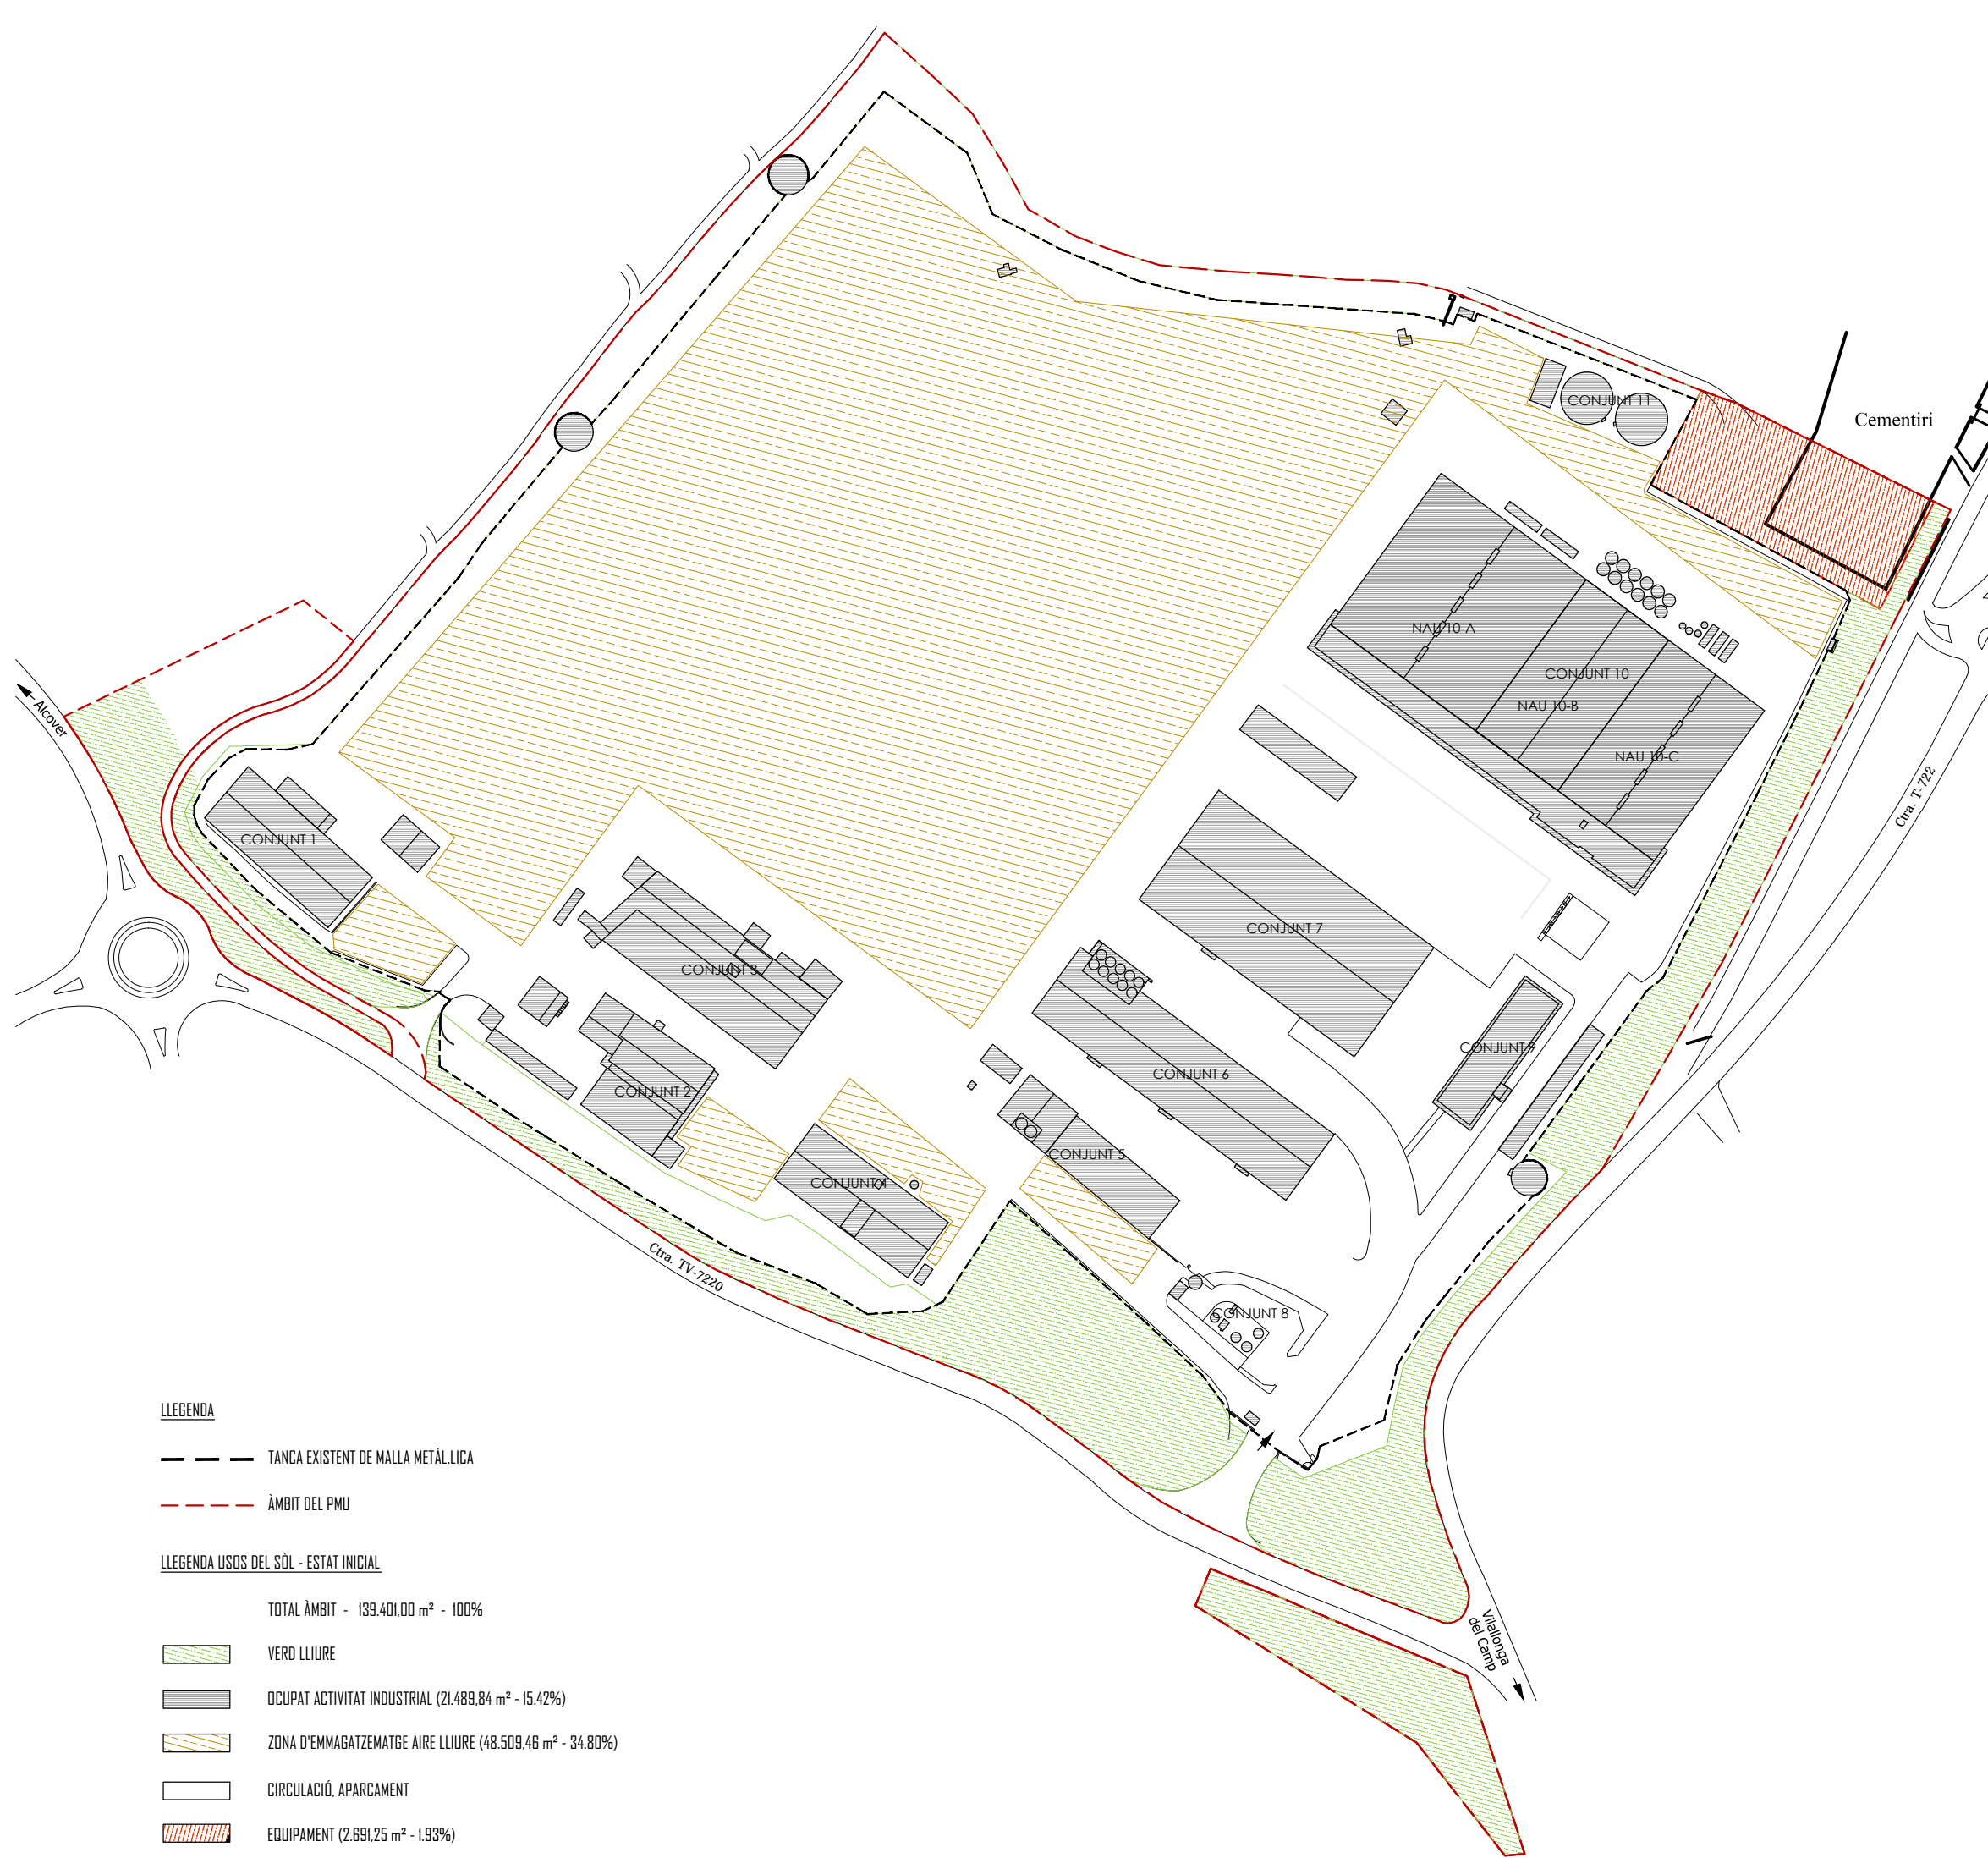 CONJUNT 11
Cementiri
NAU 10-A
CONJUNT 10
NAU 10-B
NAU 10-C
Alcover
Ctra. T-722
CONJUNT 1
CONJUNT 7
CONJUNT 3
CONJUNT 9
CONJUNT 6
CONJUNT 2
CONJUNT 5
CONJUNT 4
Ctra. TV-7220
CONJUNT 8
LLEGENDA
TANCA EXISTENT DE MALLA METÀL.LICA
ÀMBIT DEL PMU
LLEGENDA USOS DEL SÒL - ESTAT INICIAL
TOTAL ÀMBIT - 139.401,00 m² - 100%
VERD LLIURE
OCUPAT ACTIVITAT INDUSTRIAL (21.489,84 m² - 15.42%)
ZONA D'EMMAGATZEMATGE AIRE LLIURE (48.509,46 m² - 34.80%)
CIRCULACIÓ, APARCAMENT
EQUIPAMENT (2.691,25 m² - 1.93%)
Vilallonga
del Camp